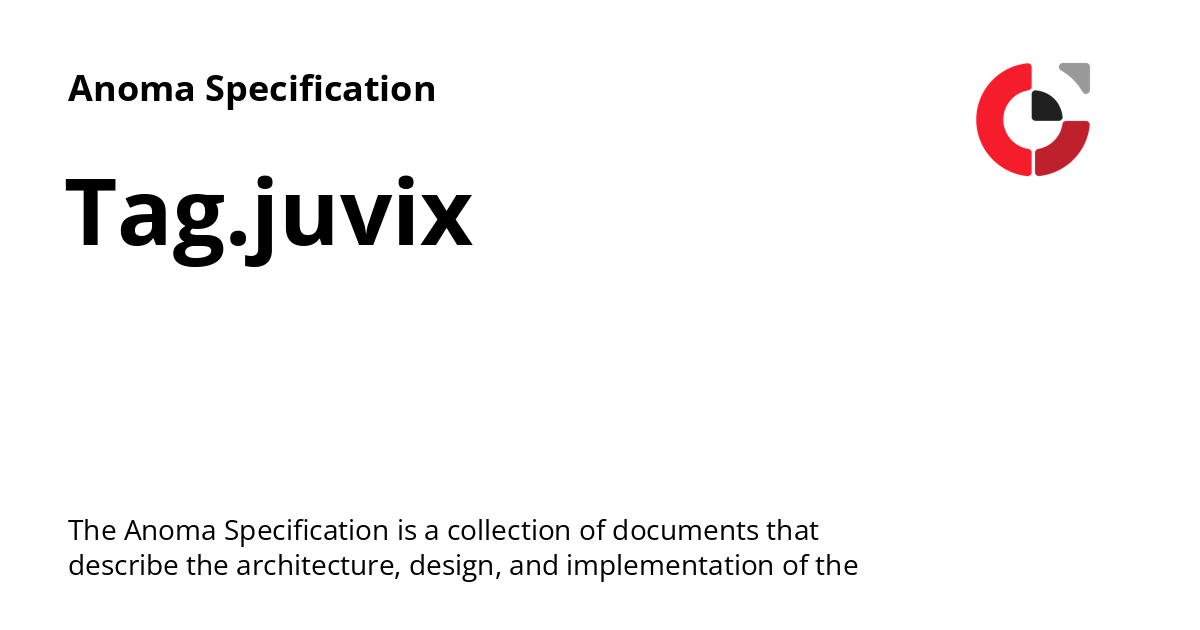 Anoma Specification
Tag.juvix
The Anoma Specification is a collection of documents that
describe the architecture, design, and implementation of the